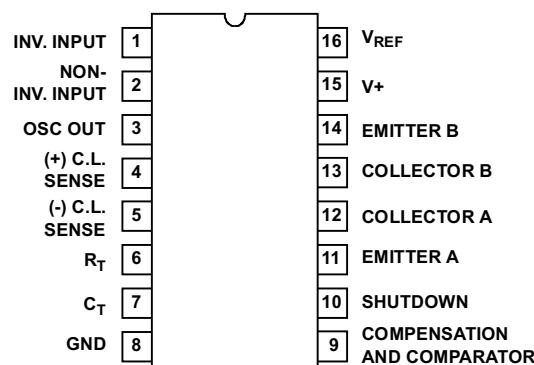 INV. INPUT 1
NON-
INV. INPUT 2
OSC OUT 3
(+) C.L.
SENSE 4
(-) C.L.
SENSE 5
RT 6
CT 7
GND 8
16 VREF
15 V+
14 EMITTER B
13 COLLECTOR B
12 COLLECTOR A
11 EMITTER A
10 SHUTDOWN
9 COMPENSATION
AND COMPARATOR